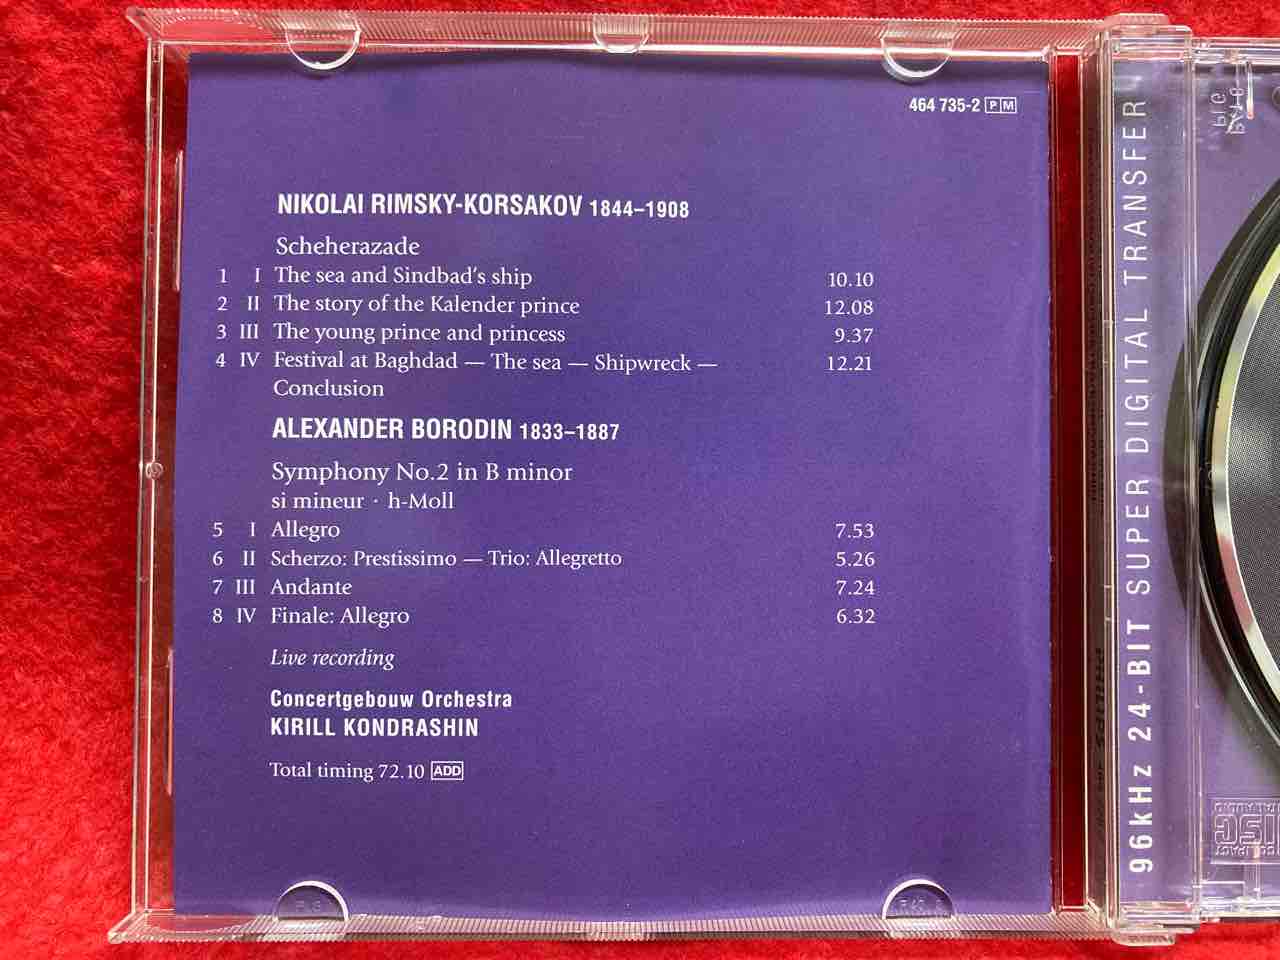 464 735-2 PM
NIKOLAI RIMSKY-KORSAKOV 1844–1908
Scheherazade
1 I The sea and Sindbad's ship 10.10
2 II The story of the Kalender prince 12.08
3 III The young prince and princess 9.37
4 IV Festival at Baghdad — The sea — Shipwreck — 12.21
Conclusion
ALEXANDER BORODIN 1833–1887
Symphony No.2 in B minor
si mineur · h-Moll
5 I Allegro 7.53
6 II Scherzo: Prestissimo — Trio: Allegretto 5.26
7 III Andante 7.24
8 IV Finale: Allegro 6.32
Live recording
Concertgebouw Orchestra
KIRILL KONDRASHIN
Total timing 72.10 ADD
96kHz 24-BIT SUPER DIGITAL TRANSFER
COMPACT
DISC